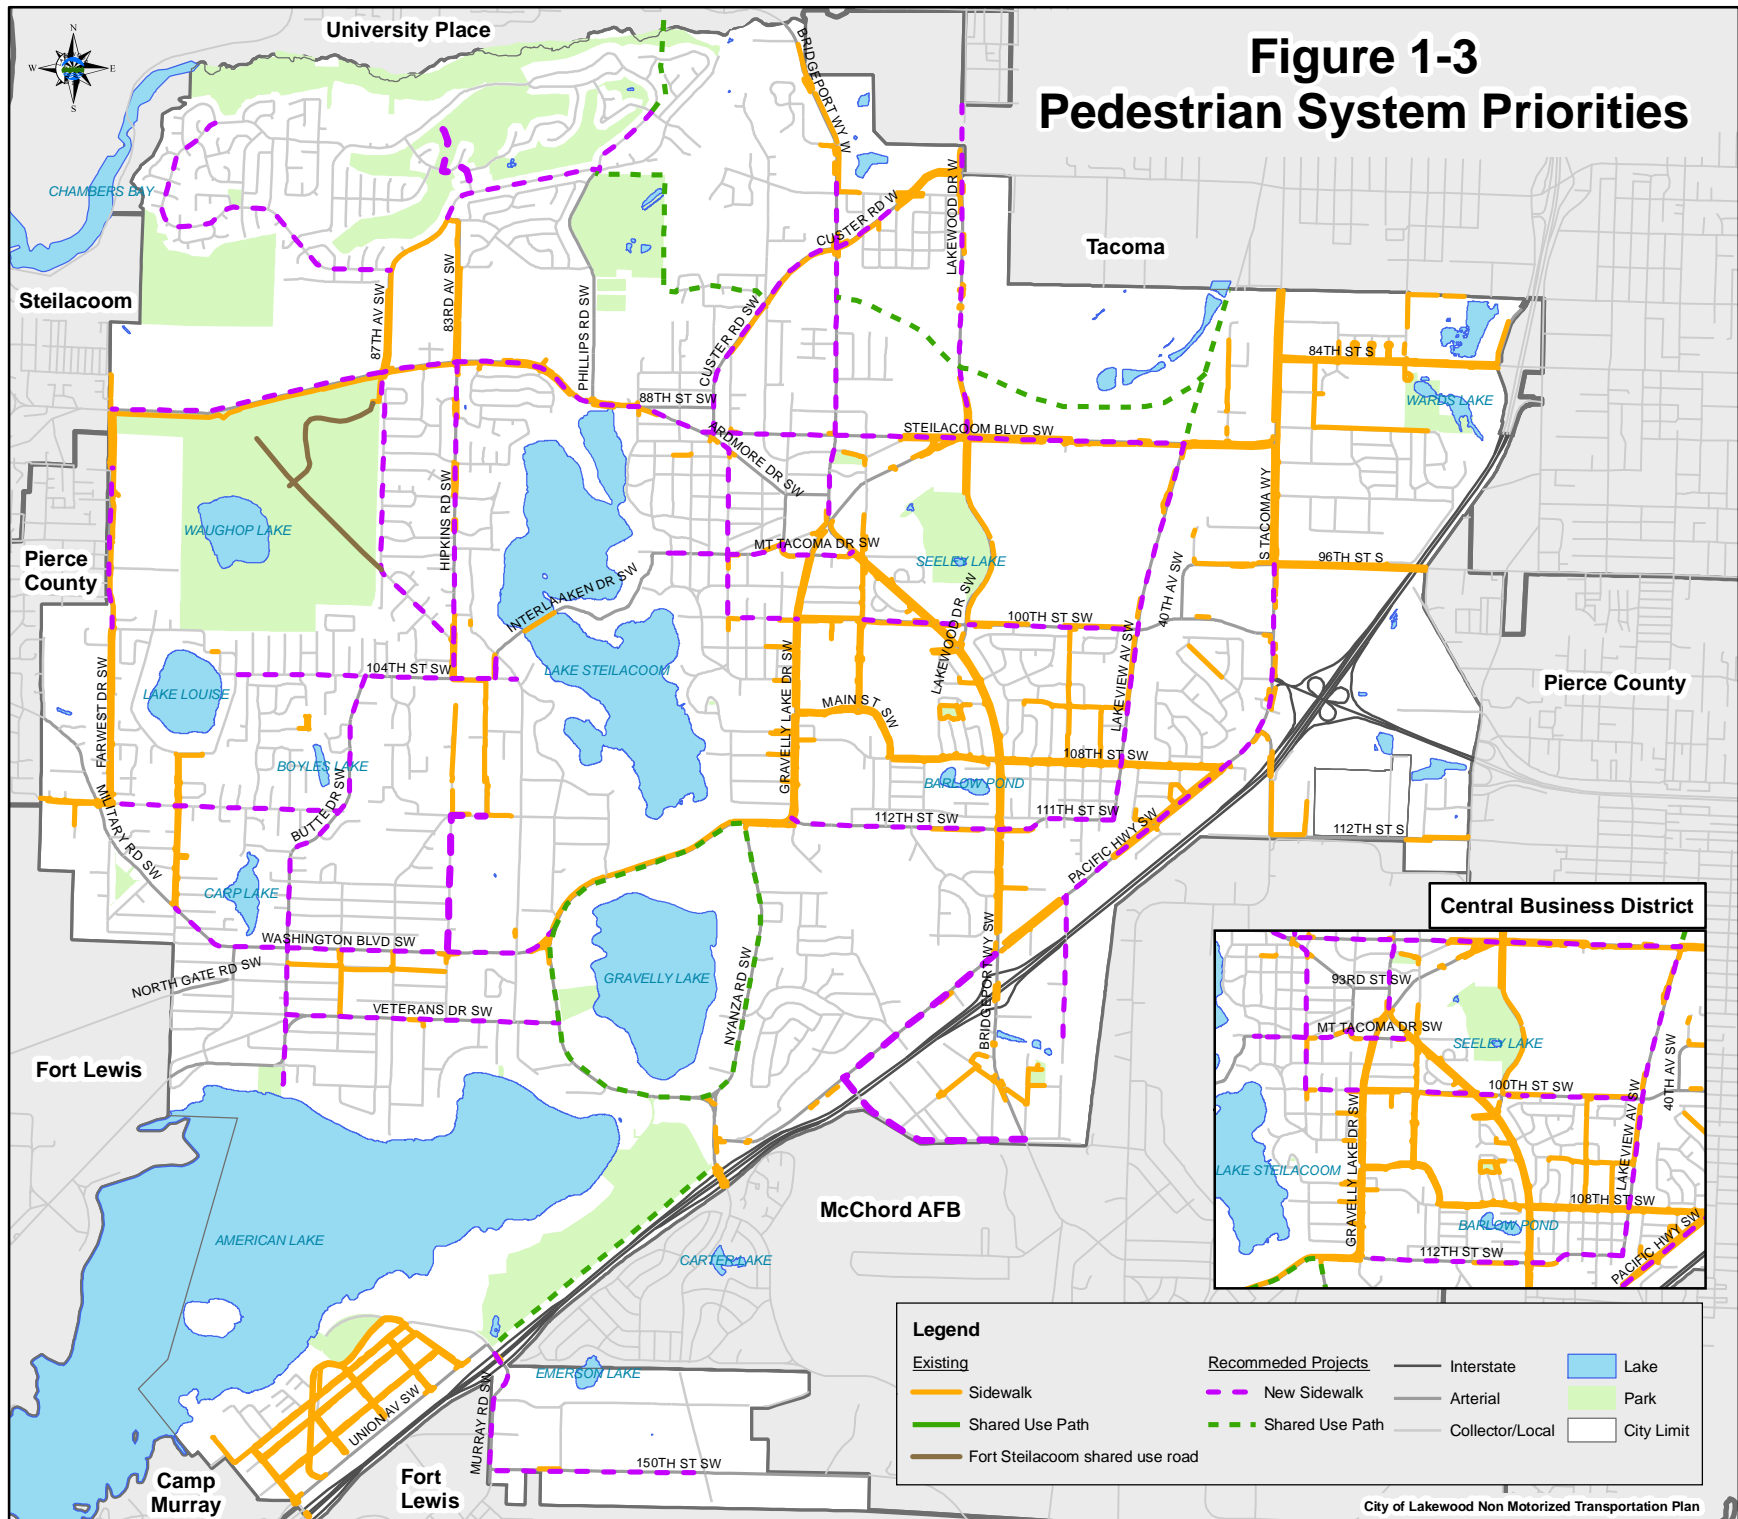 University Place
Figure 1-3
Pedestrian System Priorities
N
W
E
S
BRIDGEPORT WY W
CHAMBERS BAY
CUSTER RD W
LAKEWOOD DR W
Tacoma
Steilacoom
87TH AV SW
83RD AV SW
PHILLIPS RD SW
CUSTER RD SW
84TH ST S
88TH ST SW
WARDS LAKE
ARDMORE DR SW
STEILACOOM BLVD SW
HIPKINS RD SW
S TACOMA WY
WAUGHOP LAKE
MT TACOMA DR SW
SEELEY LAKE
96TH ST S
Pierce
County
INTERLAAKEN DR SW
40TH AV SW
LAKEWOOD DR SW
100TH ST SW
LAKEVIEW AV SW
104TH ST SW
LAKE STEILACOOM
GRAVELLY LAKE DR SW
Pierce County
LAKE LOUISE
FARWEST DR SW
MAIN ST SW
BOYLES LAKE
108TH ST SW
BARLOW POND
MILITARY RD SW
BUTTE DR SW
112TH ST SW
111TH ST SW
PACIFIC HWY SW
112TH ST S
CARP LAKE
WASHINGTON BLVD SW
NORTH GATE RD SW
GRAVELLY LAKE
NYANZA RD SW
BRIDGEPORT WY SW
VETERANS DR SW
Fort Lewis
Central Business District
93RD ST SW
MT TACOMA DR SW
SEELEY LAKE
40TH AV SW
100TH ST SW
LAKEVIEW AV SW
GRAVELLY LAKE DR SW
LAKE STEILACOOM
108TH ST SW
BARLOW POND
112TH ST SW
PACIFIC HWY SW
McChord AFB
AMERICAN LAKE
CARTER LAKE
EMERSON LAKE
UNION AV SW
MURRAY RD SW
150TH ST SW
Camp
Murray
Fort
Lewis
Legend
Existing
Sidewalk
Shared Use Path
Fort Steilacoom shared use road
Recommeded Projects
New Sidewalk
Shared Use Path
Interstate
Arterial
Collector/Local
Lake
Park
City Limit
City of Lakewood Non Motorized Transportation Plan